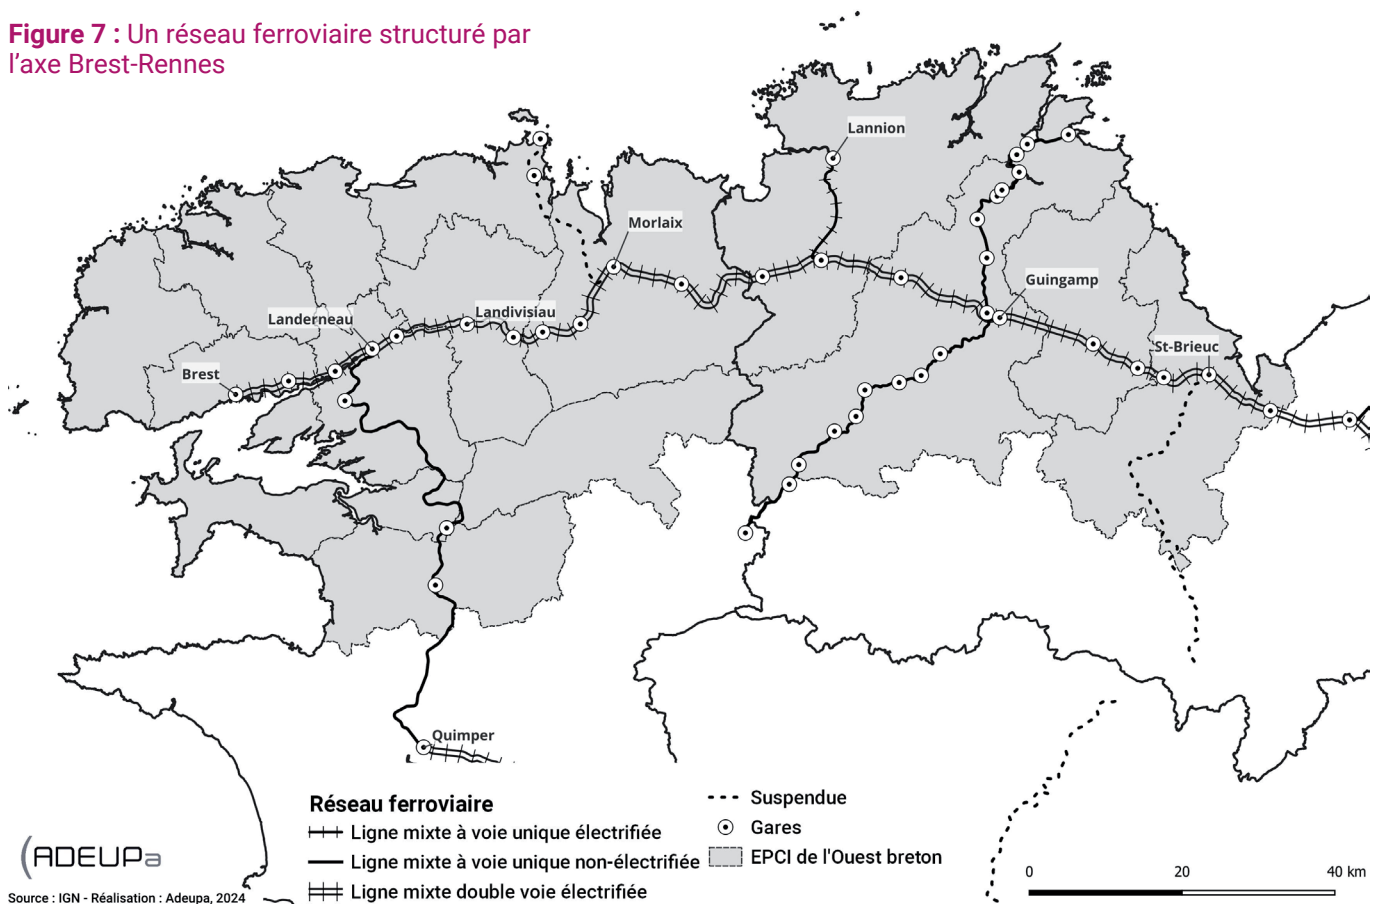 Figure 7 : Un réseau ferroviaire structuré par
l'axe Brest-Rennes
Lannion
Morlaix
Guingamp
Landivisiau
Landerneau
St-Brieuc
Brest
Quimper
Réseau ferroviaire
Ligne mixte à voie unique électrifiée
Ligne mixte à voie unique non-électrifiée
Ligne mixte double voie électrifiée
Suspendue
Gares
EPCI de l'Ouest breton
0 20 40 km
ADEUPa
Source : IGN - Réalisation : Adeupa, 2024